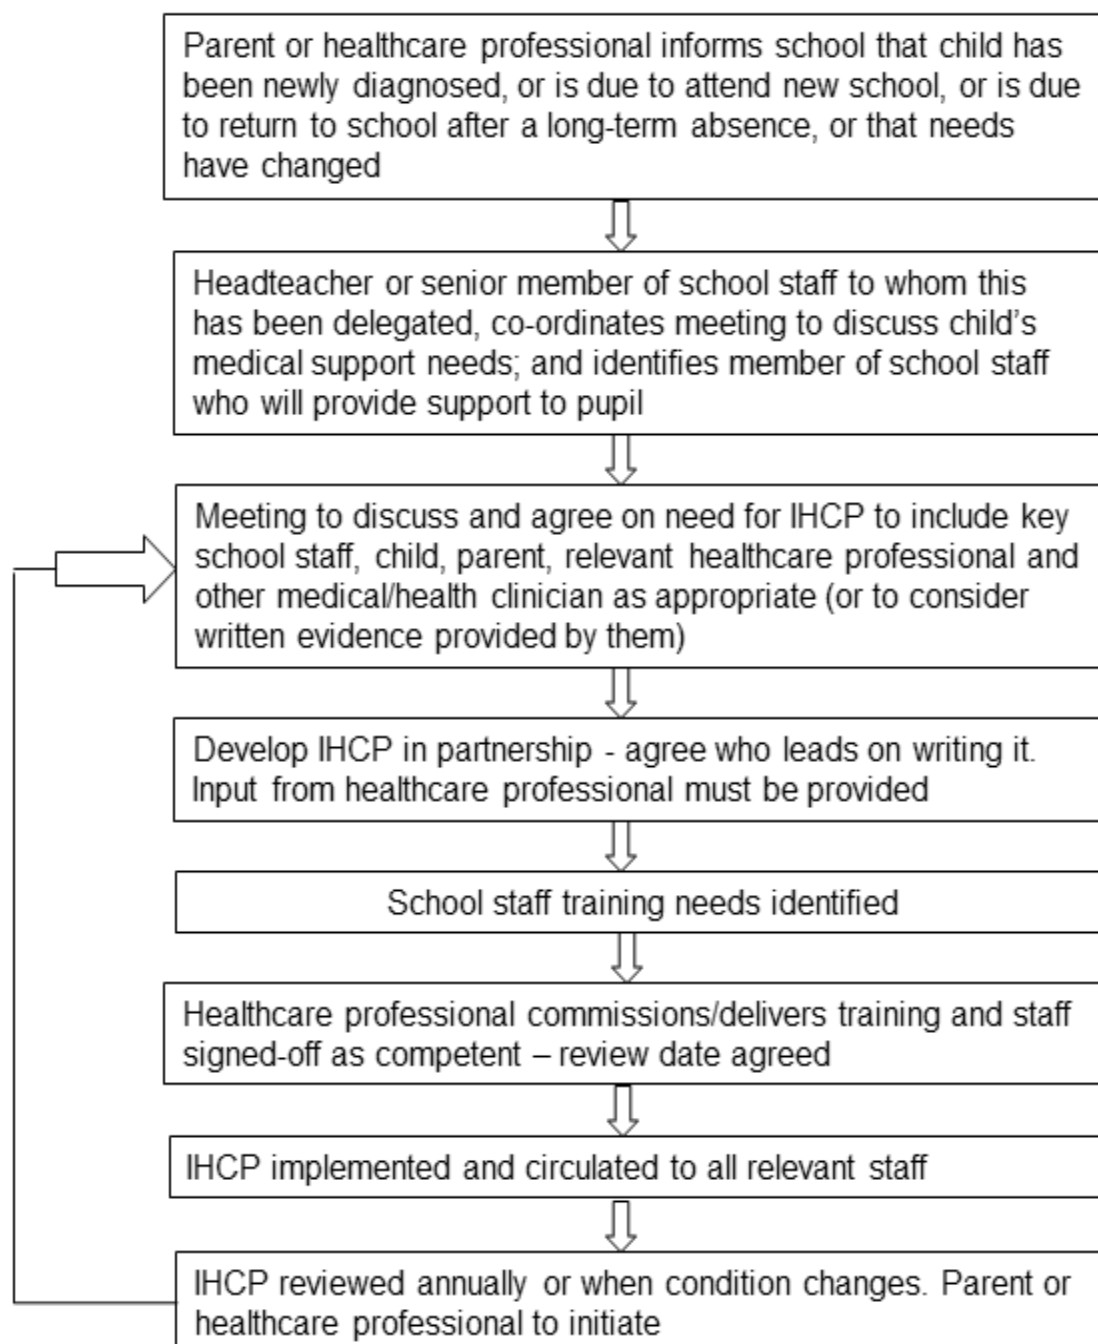 Parent or healthcare professional informs school that child has
been newly diagnosed, or is due to attend new school, or is due
to return to school after a long-term absence, or that needs
have changed
Headteacher or senior member of school staff to whom this
has been delegated, co-ordinates meeting to discuss child's
medical support needs; and identifies member of school staff
who will provide support to pupil
Meeting to discuss and agree on need for IHCP to include key
school staff, child, parent, relevant healthcare professional and
other medical/health clinician as appropriate (or to consider
written evidence provided by them)
Develop IHCP in partnership - agree who leads on writing it.
Input from healthcare professional must be provided
School staff training needs identified
Healthcare professional commissions/delivers training and staff
signed-off as competent – review date agreed
IHCP implemented and circulated to all relevant staff
IHCP reviewed annually or when condition changes. Parent or
healthcare professional to initiate